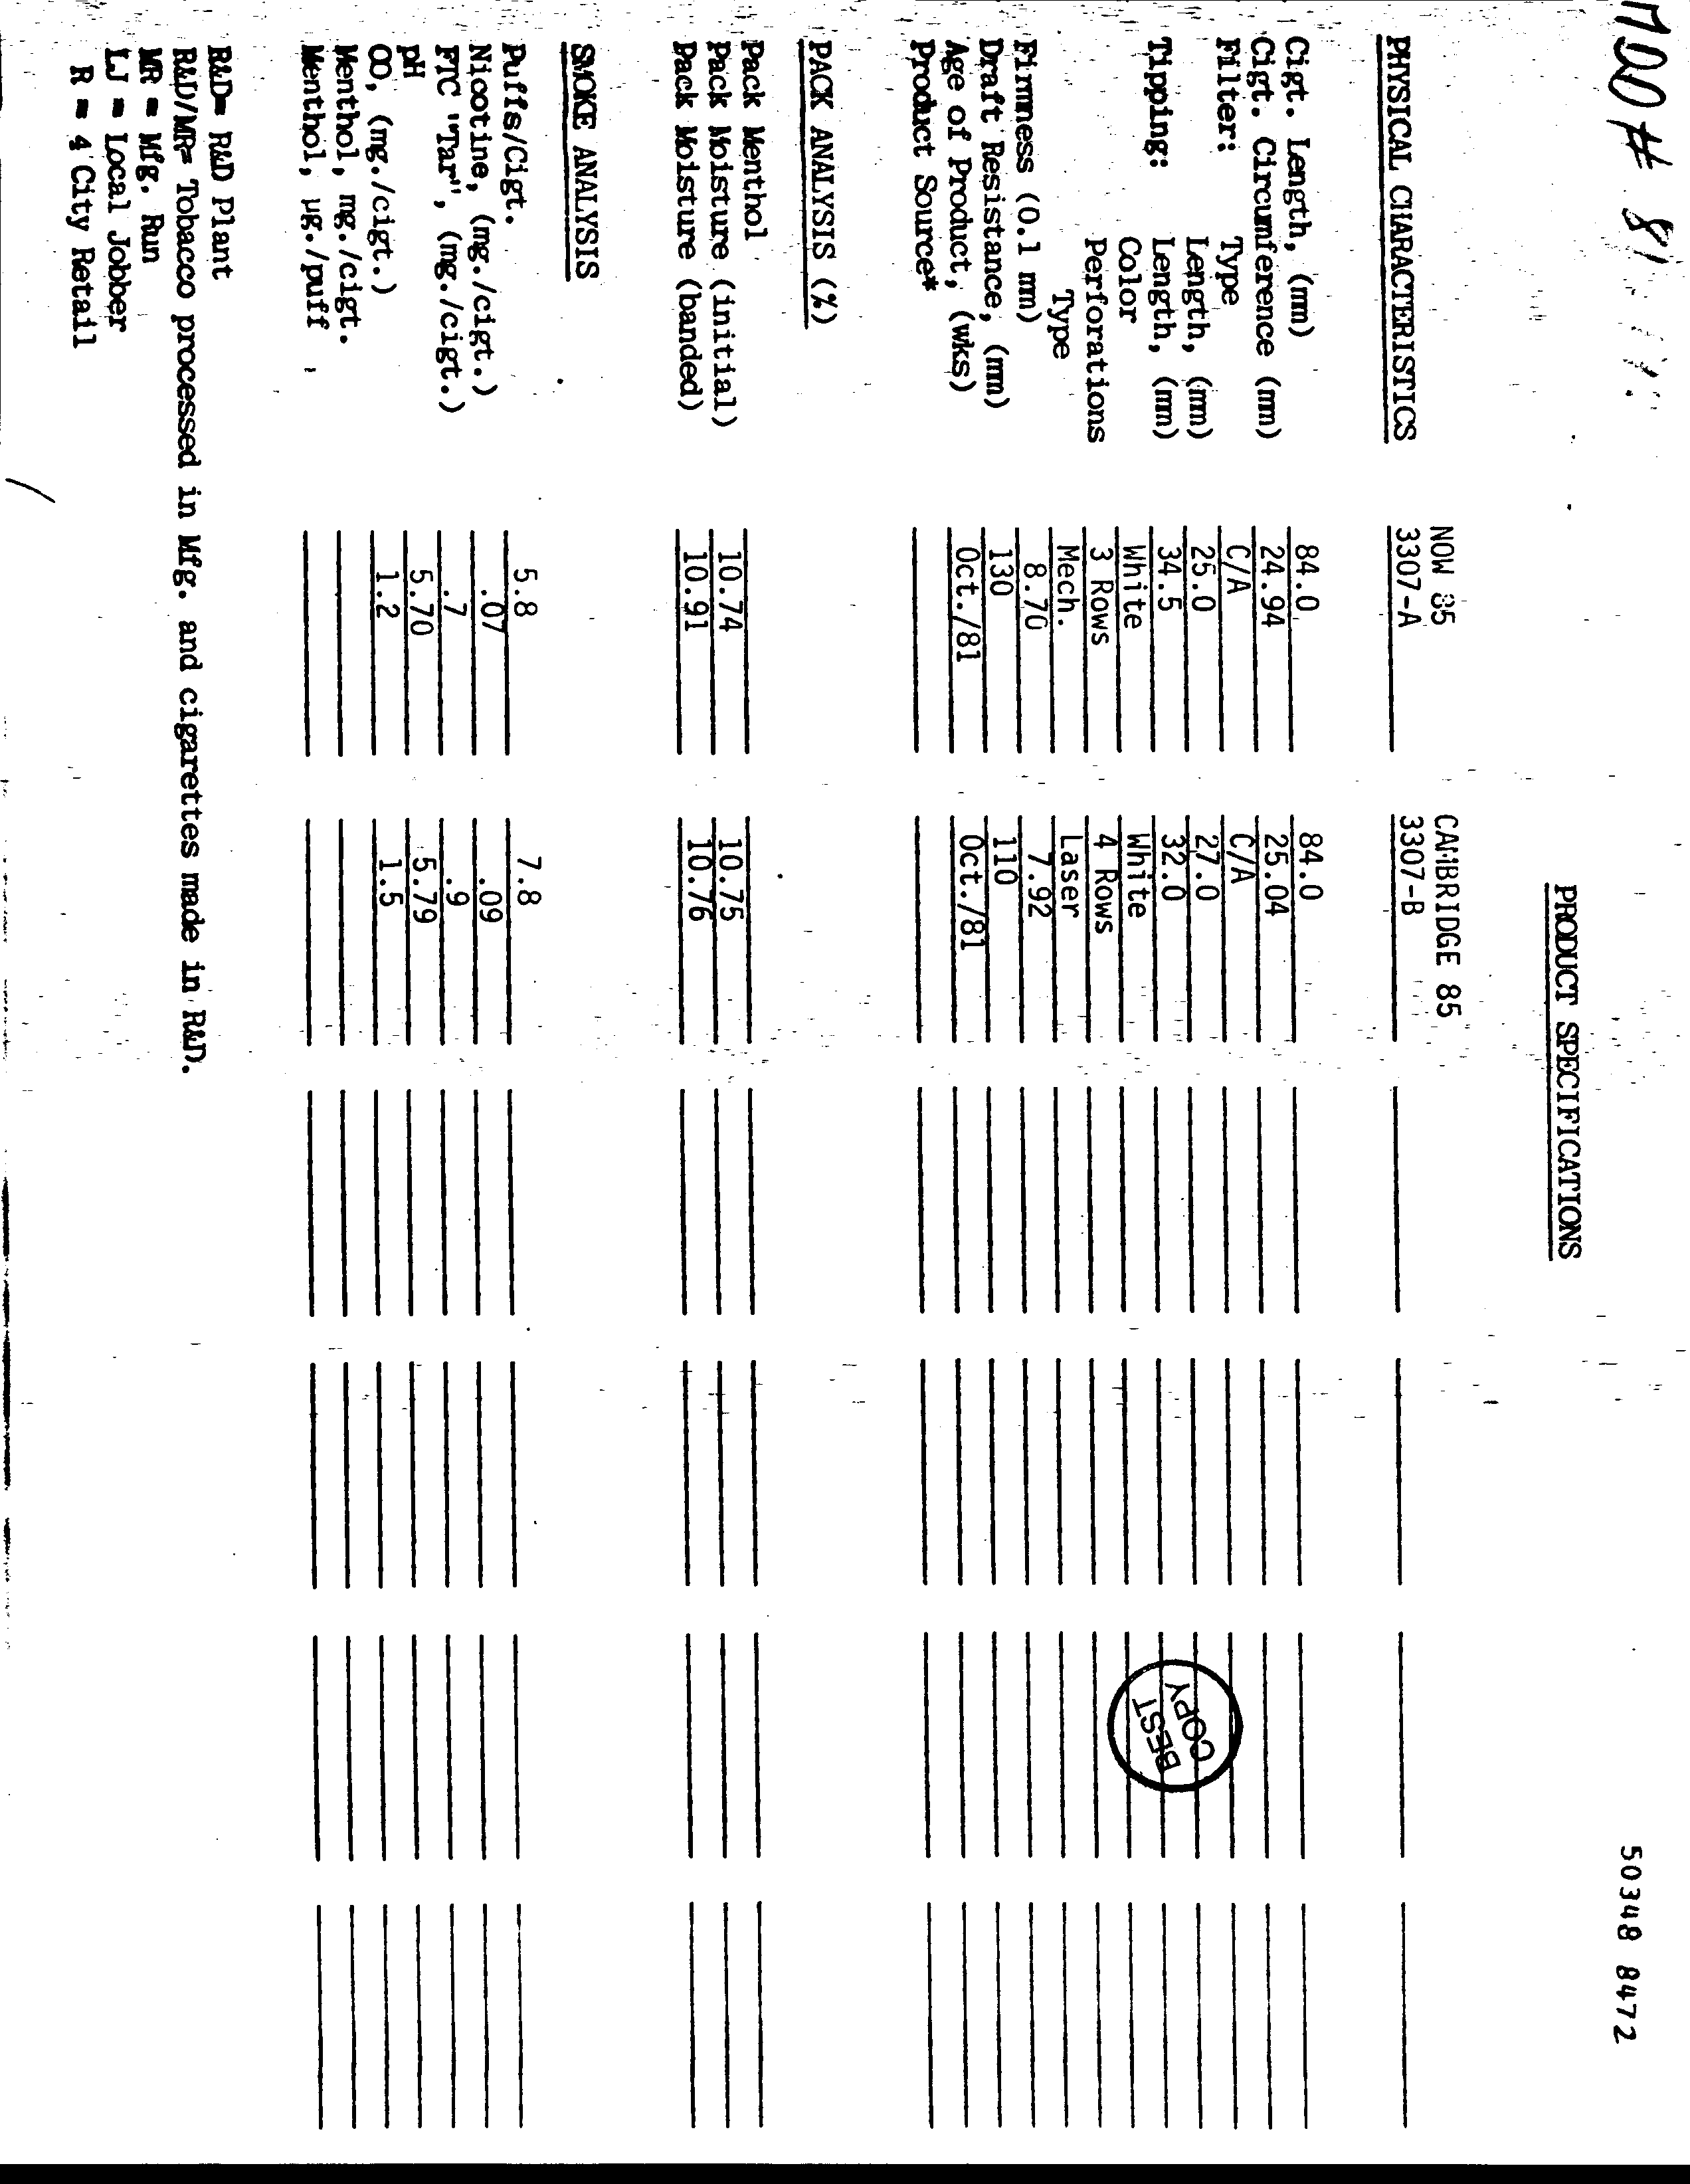 50348 8472
PRODUCT SPECIFICATIONS
NOW 85 CAMBRIDGE 85
PHYSICAL CHARACTERISTICS 3307-A 3307-B
Cigt. Length, (mm) 84.0 84.0
Cigt. Circumference (mm) 24.94 25.04
Filter: Type C/A C/A
Length, (mm) 25.0 27.0
Tipping: Length, (mm) 34.5 32.0
Color White White
Perforations 3 Rows 4 Rows
Type Mech. Laser
Firmness (0.1 mm) 8.70 7.92
Draft Resistance, (mm) 130 110
Age of Product, (wks) Oct./81 Oct./81
Product Source*
BEST
COPY
PACK ANALYSIS (%)
Pack Menthol
Pack Moisture (initial) 10.74 10.75
Pack Moisture (banded) 10.91 10.76
SMOKE ANALYSIS
Puffs/Cigt. 5.8 7.8
Nicotine, (mg./cigt.) .07 .09
FTC "Tar", (mg./cigt.) .7 .9
pH 5.70 5.79
CO, (mg./cigt.) 1.2 1.5
Menthol, mg./cigt.
Menthol, µg./puff
R&D= R&D Plant
R&D/MR= Tobacco processed in Mfg. and cigarettes made in R&D.
MR = Mfg. Run
LJ = Local Jobber
R = 4 City Retail